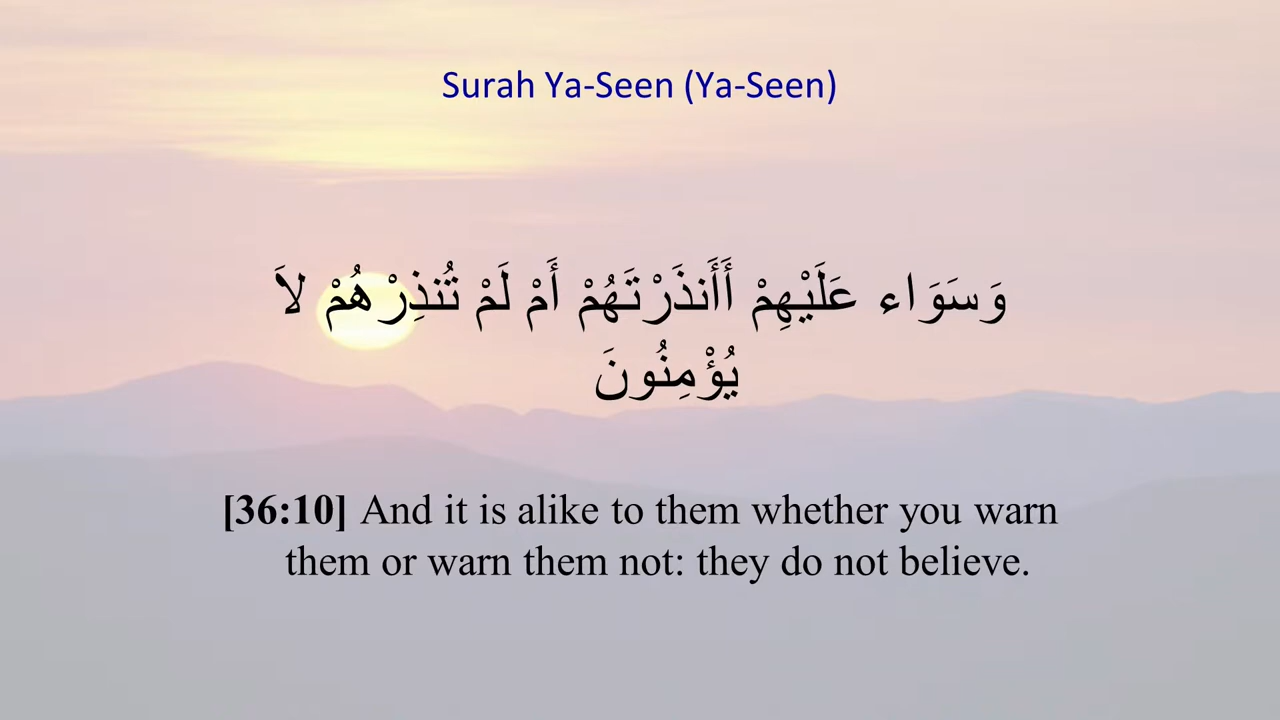 Surah Ya-Seen (Ya-Seen)
وَسَوَاء عَلَيْهِمْ أَأَنذَرْتَهُمْ أَمْ لَمْ تُنذِرْهُمْ لاَ
يُؤْمِنُونَ
[36:10] And it is alike to them whether you warn
them or warn them not: they do not believe.